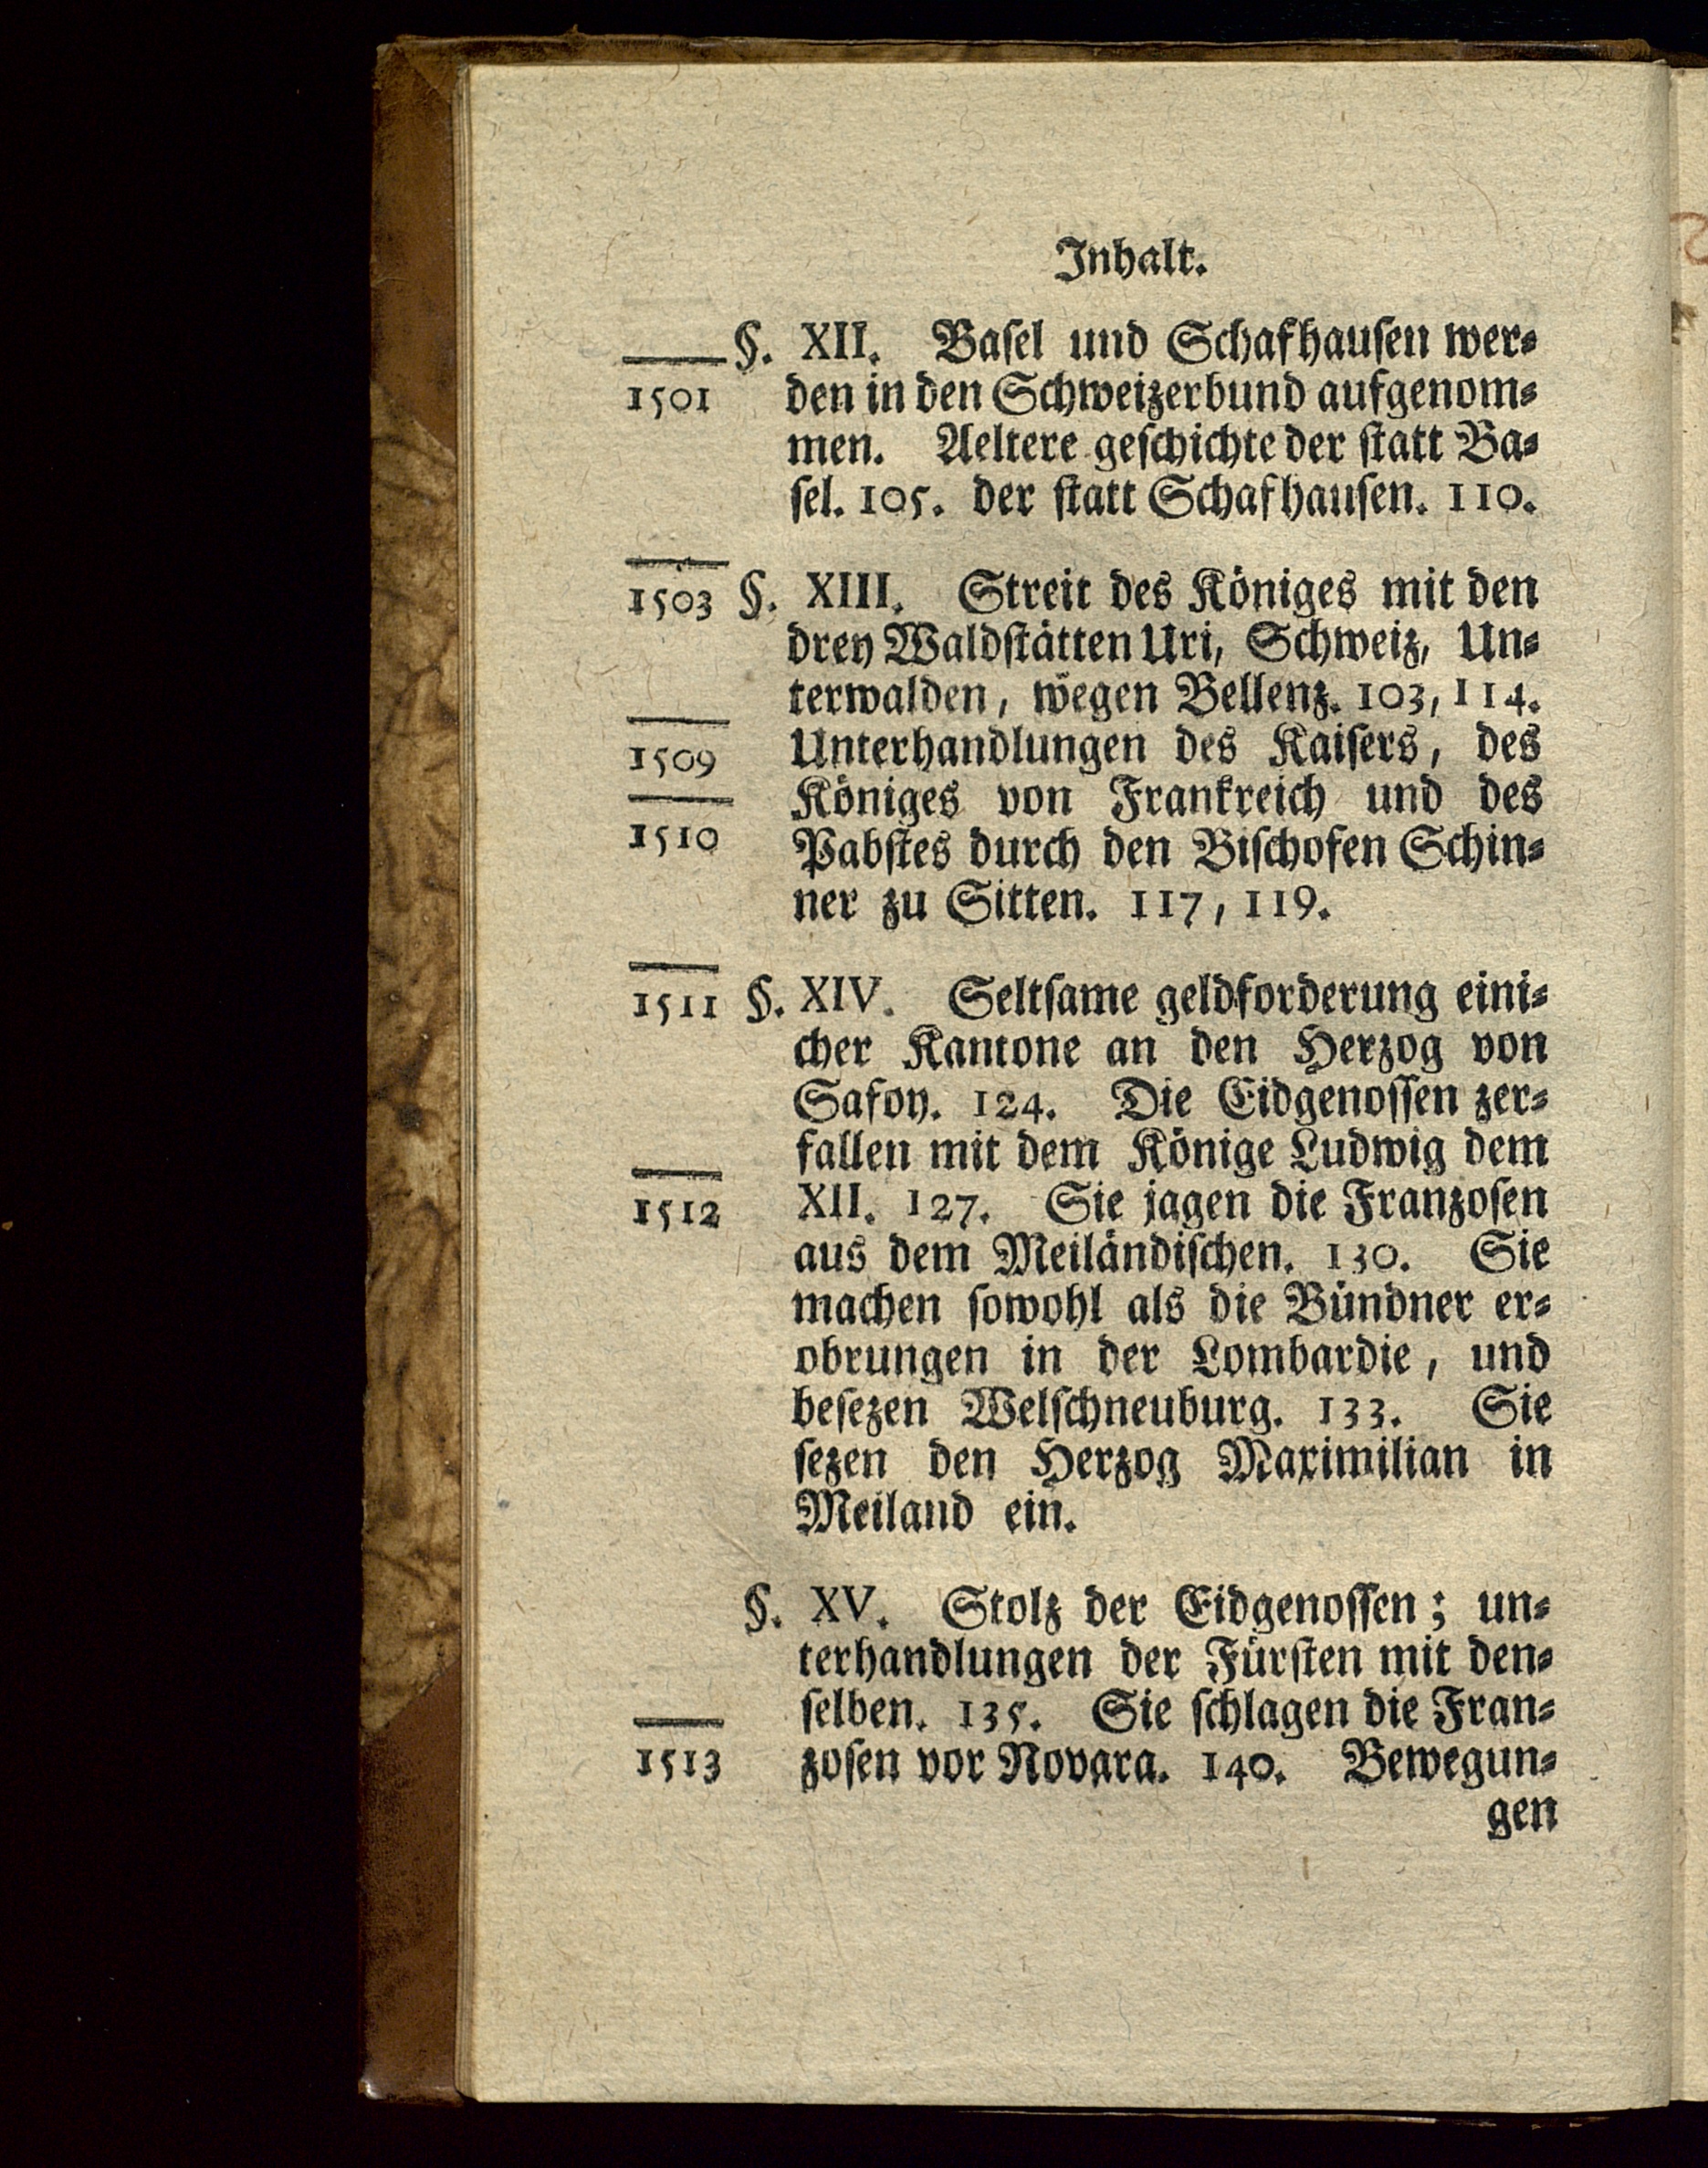 Inhalt.
§. XII. Baſel und Schafhauſen wer⸗
1501 den in den Schweizerbund aufgenom⸗
men. Aeltere geſchichte der ſtatt Ba⸗
ſel. 105. der ſtatt Schafhauſen. 110.
1503 §. XIII. Streit des Königes mit den
drey Waldſtätten Uri, Schweiz, Un⸗
terwalden, wegen Bellenz. 103, 114.
1509 Unterhandlungen des Kaiſers, des
Königes von Frankreich und des
1510 Pabſtes durch den Biſchofen Schin⸗
ner zu Sitten. 117, 119.
1511 §. XIV. Seltſame geldforderung eini⸗
cher Kantone an den Herzog von
Safoy. 124. Die Eidgenoſſen zer⸗
fallen mit dem Könige Ludwig dem
1512 XII. 127. Sie jagen die Franzoſen
aus dem Meiländiſchen. 130. Sie
machen ſowohl als die Bündner er⸗
obrungen in der Lombardie, und
beſezen Welſchneuburg. 133. Sie
ſezen den Herzog Maximilian in
Meiland ein.
§. XV. Stolz der Eidgenoſſen; un⸗
terhandlungen der Fürſten mit den⸗
ſelben. 135. Sie ſchlagen die Fran⸗
1513 zoſen vor Novara. 140. Bewegun⸗
gen